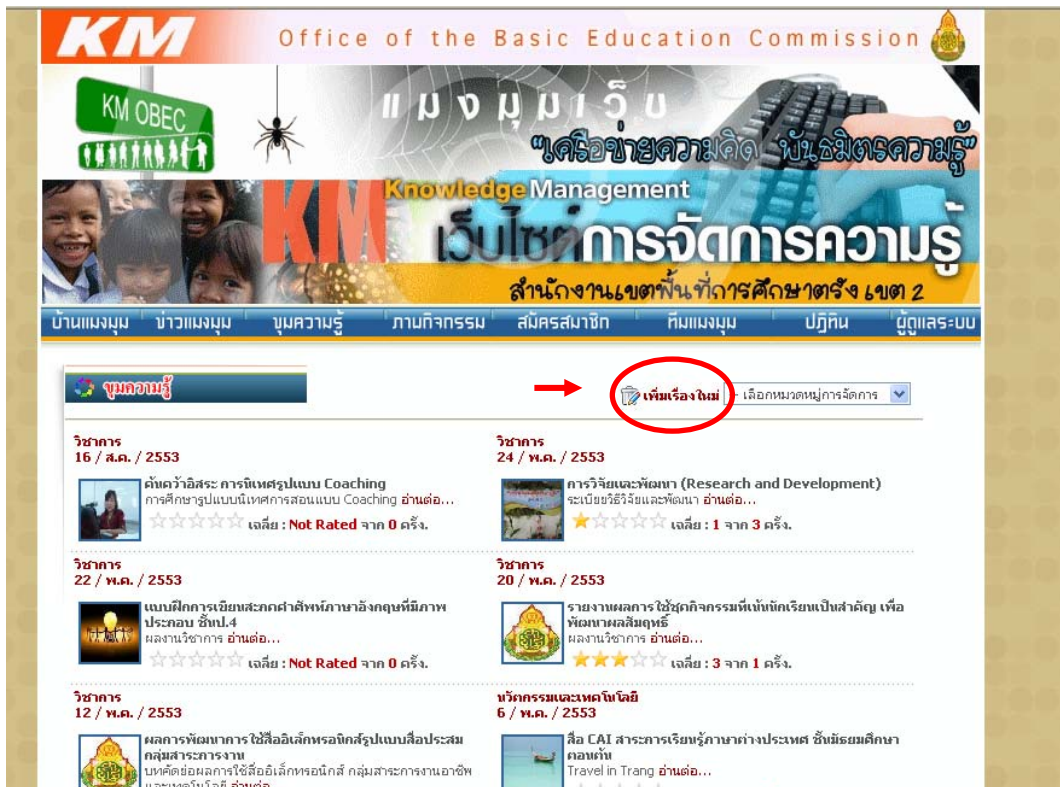 KM Office of the Basic Education Commission
KM OBEC
แมงมุมเว็บ
"เครือข่ายความคิด พันธมิตรความรู้"
Knowledge Management
KM
เว็บไซต์การจัดการความรู้
สำนักงานเขตพื้นที่การศึกษาตรัง เขต 2
บ้านแมงมุม ข่าวแมงมุม ขุมความรู้ ภาพกิจกรรม สมัครสมาชิก ทีมแมงมุม ปฏิทิน ผู้ดูแลระบบ
ขุมความรู้
เพิ่มเรื่องใหม่ - เลือกหมวดหมู่การจัดการ
วิชาการ
16 / ส.ค. / 2553
ค้นคว้าอิสระ การนิเทศรูปแบบ Coaching
การศึกษารูปแบบนิเทศการสอนแบบ Coaching อ่านต่อ...
เฉลี่ย : Not Rated จาก 0 ครั้ง.
วิชาการ
24 / พ.ค. / 2553
การวิจัยและพัฒนา (Research and Development)
ระเบียบวิธีวิจัยและพัฒนา อ่านต่อ...
เฉลี่ย : 1 จาก 3 ครั้ง.
วิชาการ
22 / พ.ค. / 2553
แบบฝึกการเขียนสะกดคำศัพท์ภาษาอังกฤษที่มีภาพ
ประกอบ ชั้นป.4
ผลงานวิชาการ อ่านต่อ...
เฉลี่ย : Not Rated จาก 0 ครั้ง.
วิชาการ
20 / พ.ค. / 2553
รายงานผลการใช้ชุดกิจกรรมที่เน้นนักเรียนเป็นสำคัญ เพื่อ
พัฒนาผลสัมฤทธิ์
ผลงานวิชาการ อ่านต่อ...
เฉลี่ย : 3 จาก 1 ครั้ง.
วิชาการ
12 / พ.ค. / 2553
ผลการพัฒนาการใช้สื่ออิเล็กทรอนิกส์รูปแบบสื่อประสม
กลุ่มสาระการงาน
บทคัดย่อผลการใช้สื่ออิเล็กทรอนิกส์ กลุ่มสาระการงานอาชีพ
และเทคโนโลยี อ่านต่อ
นวัตกรรมและเทคโนโลยี
6 / พ.ค. / 2553
สื่อ CAI สาระการเรียนรู้ภาษาต่างประเทศ ชั้นมัธยมศึกษา
ตอนต้น
Travel in Trang อ่านต่อ...